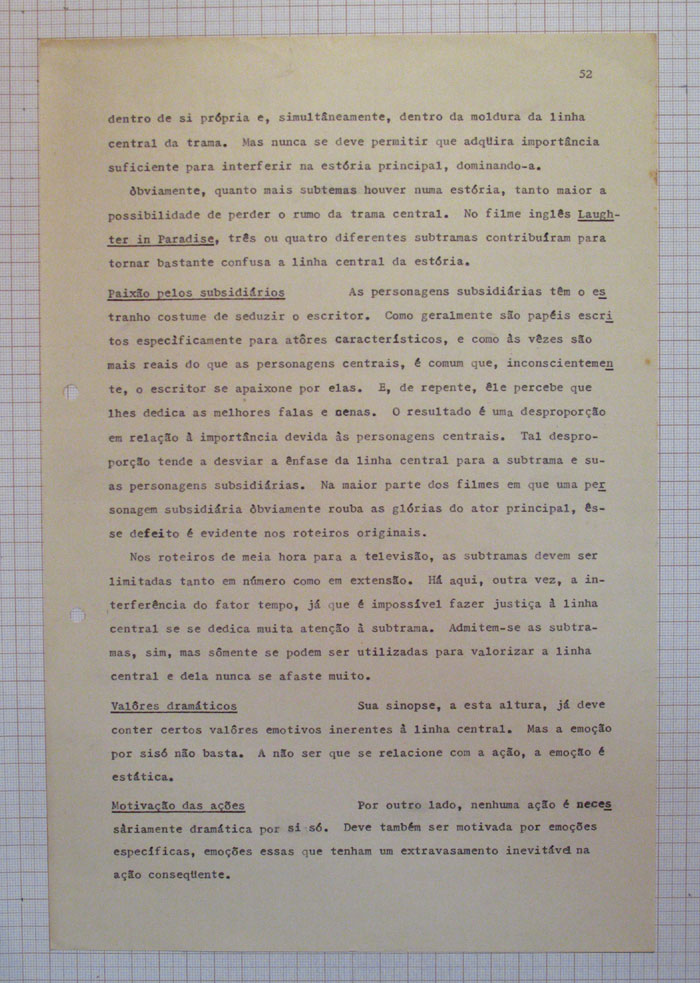 52
dentro de si própria e, simultâneamente, dentro da moldura da linha
central da trama. Mas nunca se deve permitir que adqüira importância
suficiente para interferir na estória principal, dominando-a.
òbviamente, quanto mais subtemas houver numa estória, tanto maior a
possibilidade de perder o rumo da trama central. No filme inglês Laugh-
ter in Paradise, três ou quatro diferentes subtramas contribuíram para
tornar bastante confusa a linha central da estória.
Paixão pelos subsidiários As personagens subsidiárias têm o es
tranho costume de seduzir o escritor. Como geralmente são papéis escri
tos especìficamente para atôres característicos, e como às vêzes são
mais reais do que as personagens centrais, é comum que, inconscientemen
te, o escritor se apaixone por elas. E, de repente, êle percebe que
lhes dedica as melhores falas e cenas. O resultado é uma desproporção
em relação à importância devida às personagens centrais. Tal despro-
porção tende a desviar a ênfase da linha central para a subtrama e su-
as personagens subsidiárias. Na maior parte dos filmes em que uma per
sonagem subsidiária òbviamente rouba as glórias do ator principal, ês-
se defeito é evidente nos roteiros originais.
Nos roteiros de meia hora para a televisão, as subtramas devem ser
limitadas tanto em número como em extensão. Há aqui, outra vez, a in-
terferência do fator tempo, já que é impossível fazer justiça à linha
central se se dedica muita atenção à subtrama. Admitem-se as subtra-
mas, sim, mas sòmente se podem ser utilizadas para valorizar a linha
central e dela nunca se afaste muito.
Valôres dramáticos Sua sinopse, a esta altura, já deve
conter certos valôres emotivos inerentes à linha central. Mas a emoção
por sisó não basta. A não ser que se relacione com a ação, a emoção é
estática.
Motivação das ações Por outro lado, nenhuma ação é neces
sàriamente dramática por si só. Deve também ser motivada por emoções
específicas, emoções essas que tenham um extravasamento inevitável na
ação conseqüente.